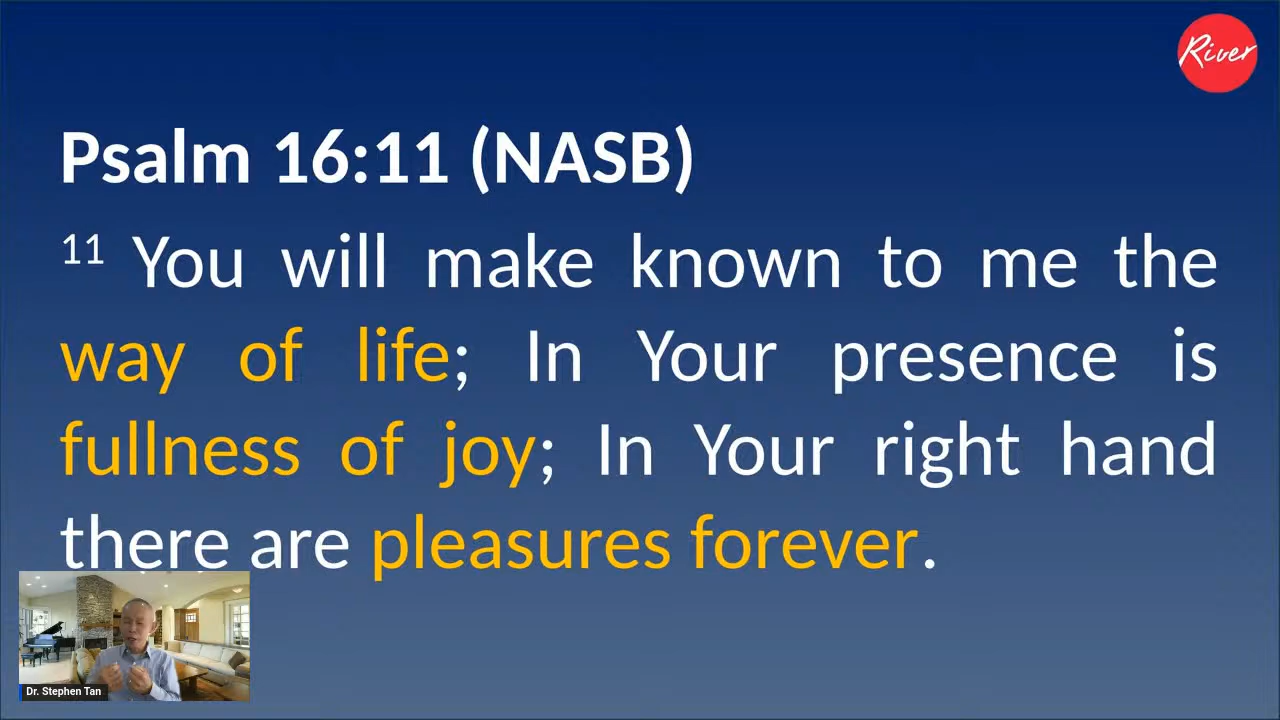 River
Psalm 16:11 (NASB)
11 You will make known to me the
way of life; In Your presence is
fullness of joy; In Your right hand
there are pleasures forever.
Dr. Stephen Tan